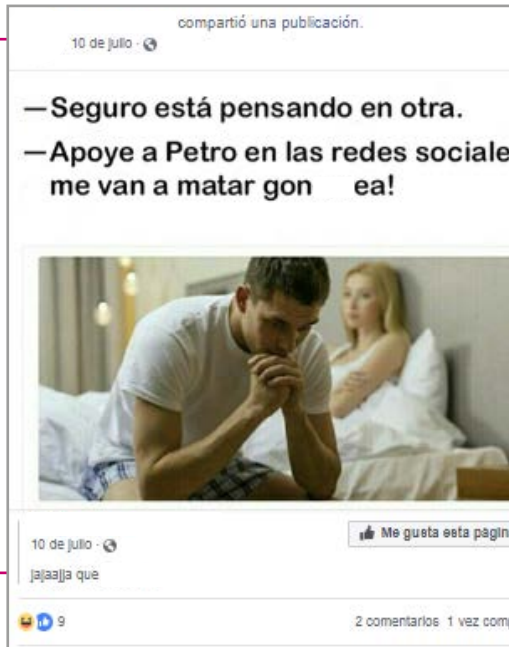 compartió una publicación.
10 de julio
—Seguro está pensando en otra.
—Apoye a Petro en las redes sociale
me van a matar gon ea!
Me gusta esta págin
10 de julio
jajaajja que
9
2 comentarios 1 vez comp